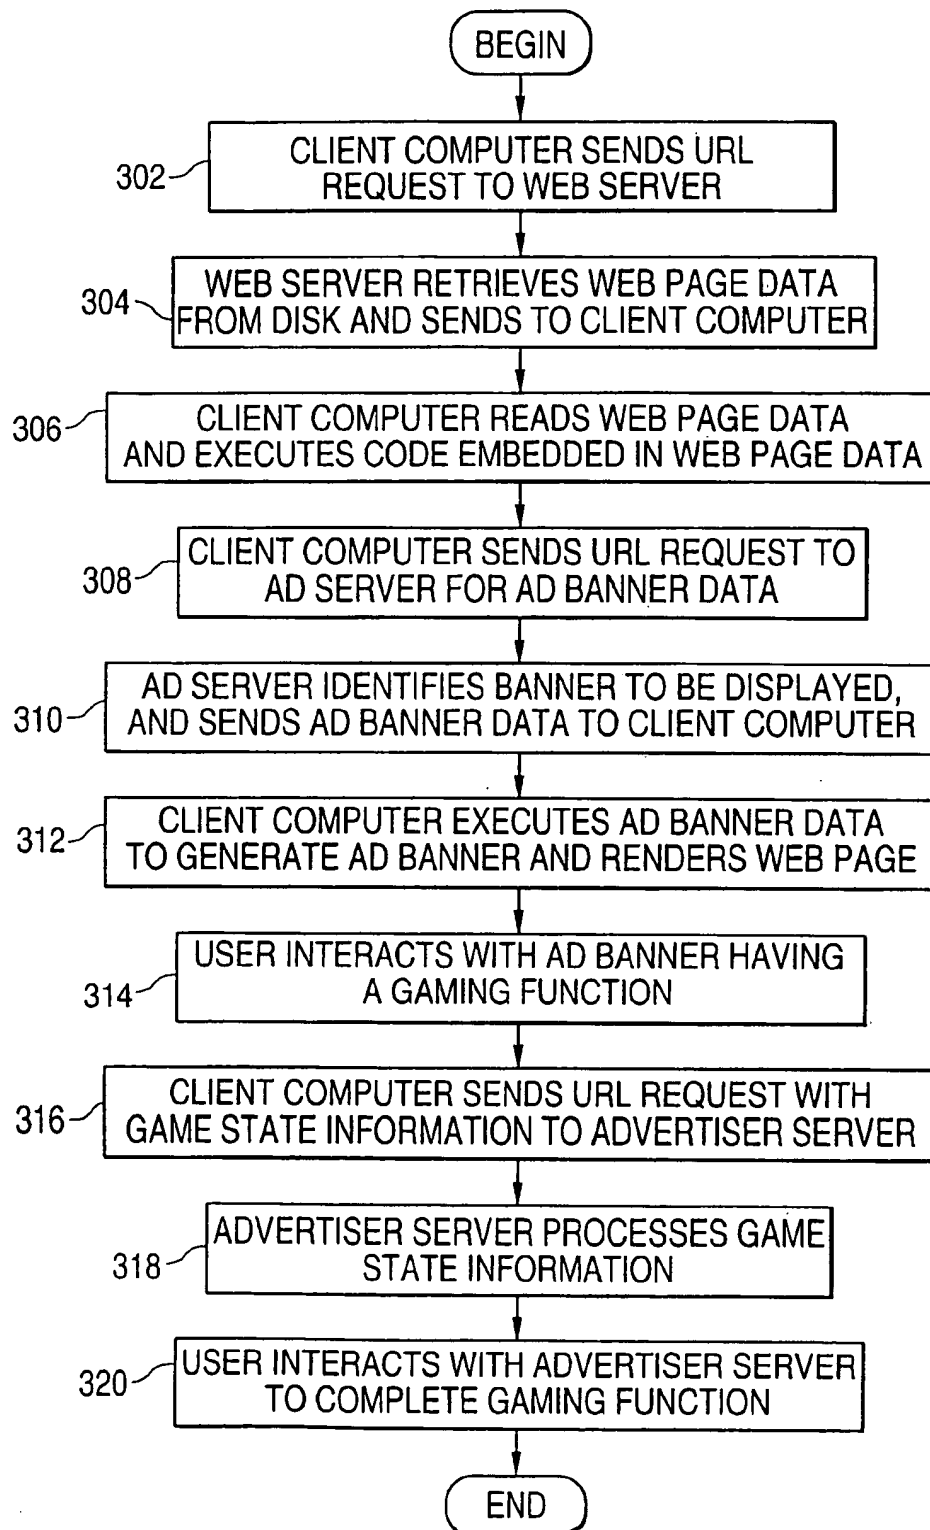 BEGIN
302
CLIENT COMPUTER SENDS URL
REQUEST TO WEB SERVER
304
WEB SERVER RETRIEVES WEB PAGE DATA
FROM DISK AND SENDS TO CLIENT COMPUTER
306
CLIENT COMPUTER READS WEB PAGE DATA
AND EXECUTES CODE EMBEDDED IN WEB PAGE DATA
308
CLIENT COMPUTER SENDS URL REQUEST TO
AD SERVER FOR AD BANNER DATA
310
AD SERVER IDENTIFIES BANNER TO BE DISPLAYED,
AND SENDS AD BANNER DATA TO CLIENT COMPUTER
312
CLIENT COMPUTER EXECUTES AD BANNER DATA
TO GENERATE AD BANNER AND RENDERS WEB PAGE
314
USER INTERACTS WITH AD BANNER HAVING
A GAMING FUNCTION
316
CLIENT COMPUTER SENDS URL REQUEST WITH
GAME STATE INFORMATION TO ADVERTISER SERVER
318
ADVERTISER SERVER PROCESSES GAME
STATE INFORMATION
320
USER INTERACTS WITH ADVERTISER SERVER
TO COMPLETE GAMING FUNCTION
END